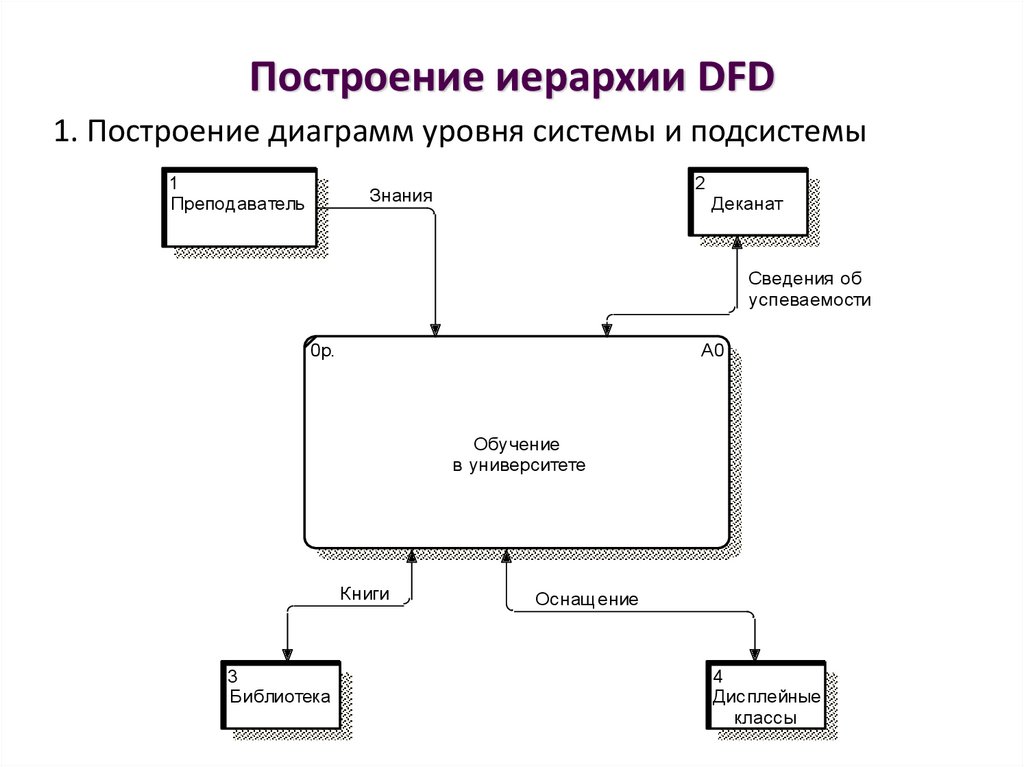 Построение иерархии DFD
1. Построение диаграмм уровня системы и подсистемы
1
Преподаватель
Знания
2
Деканат
Сведения об
успеваемости
0р.
A0
Обучение
в университете
Книги
Оснащение
3
Библиотека
4
Дисплейные
классы